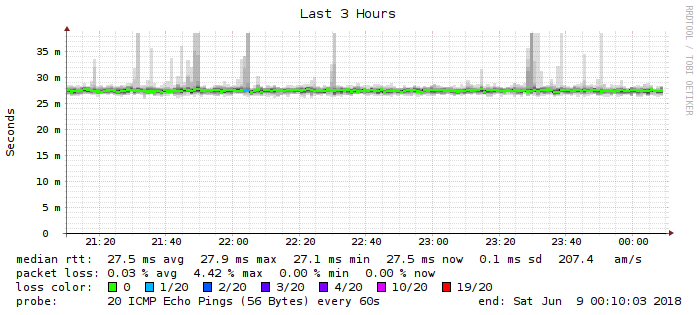 Last 3 Hours
RRDTOOL / TOBI OETIKER
Seconds
35 m
30 m
25 m
20 m
15 m
10 m
5 m
0
21:20 21:40 22:00 22:20 22:40 23:00 23:20 23:40 00:00
median rtt: 27.5 ms avg 27.9 ms max 27.1 ms min 27.5 ms now 0.1 ms sd 207.4 am/s
packet loss: 0.03 % avg 4.42 % max 0.00 % min 0.00 % now
loss color: 0 1/20 2/20 3/20 4/20 10/20 19/20
probe: 20 ICMP Echo Pings (56 Bytes) every 60s end: Sat Jun 9 00:10:03 2018